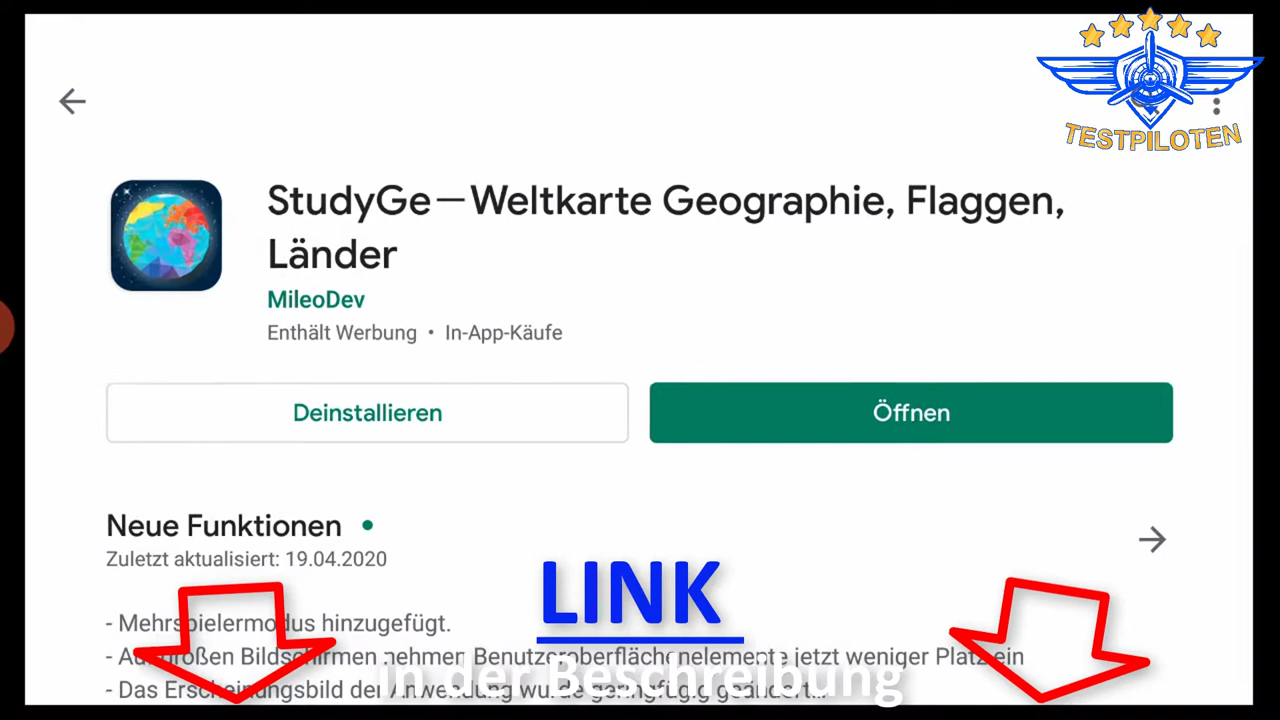 TESTPILOTEN
StudyGe—Weltkarte Geographie, Flaggen,
Länder
MileoDev
Enthält Werbung • In-App-Käufe
Deinstallieren
Öffnen
Neue Funktionen
Zuletzt aktualisiert: 19.04.2020
LINK
- Mehrspielermodus hinzugefügt.
- Auf großen Bildschirmen nehmen Benutzeroberflächenelemente jetzt weniger Platz ein
in der Beschreibung
- Das Erscheinungsbild der Anwendung wurde geringfügig geändert...